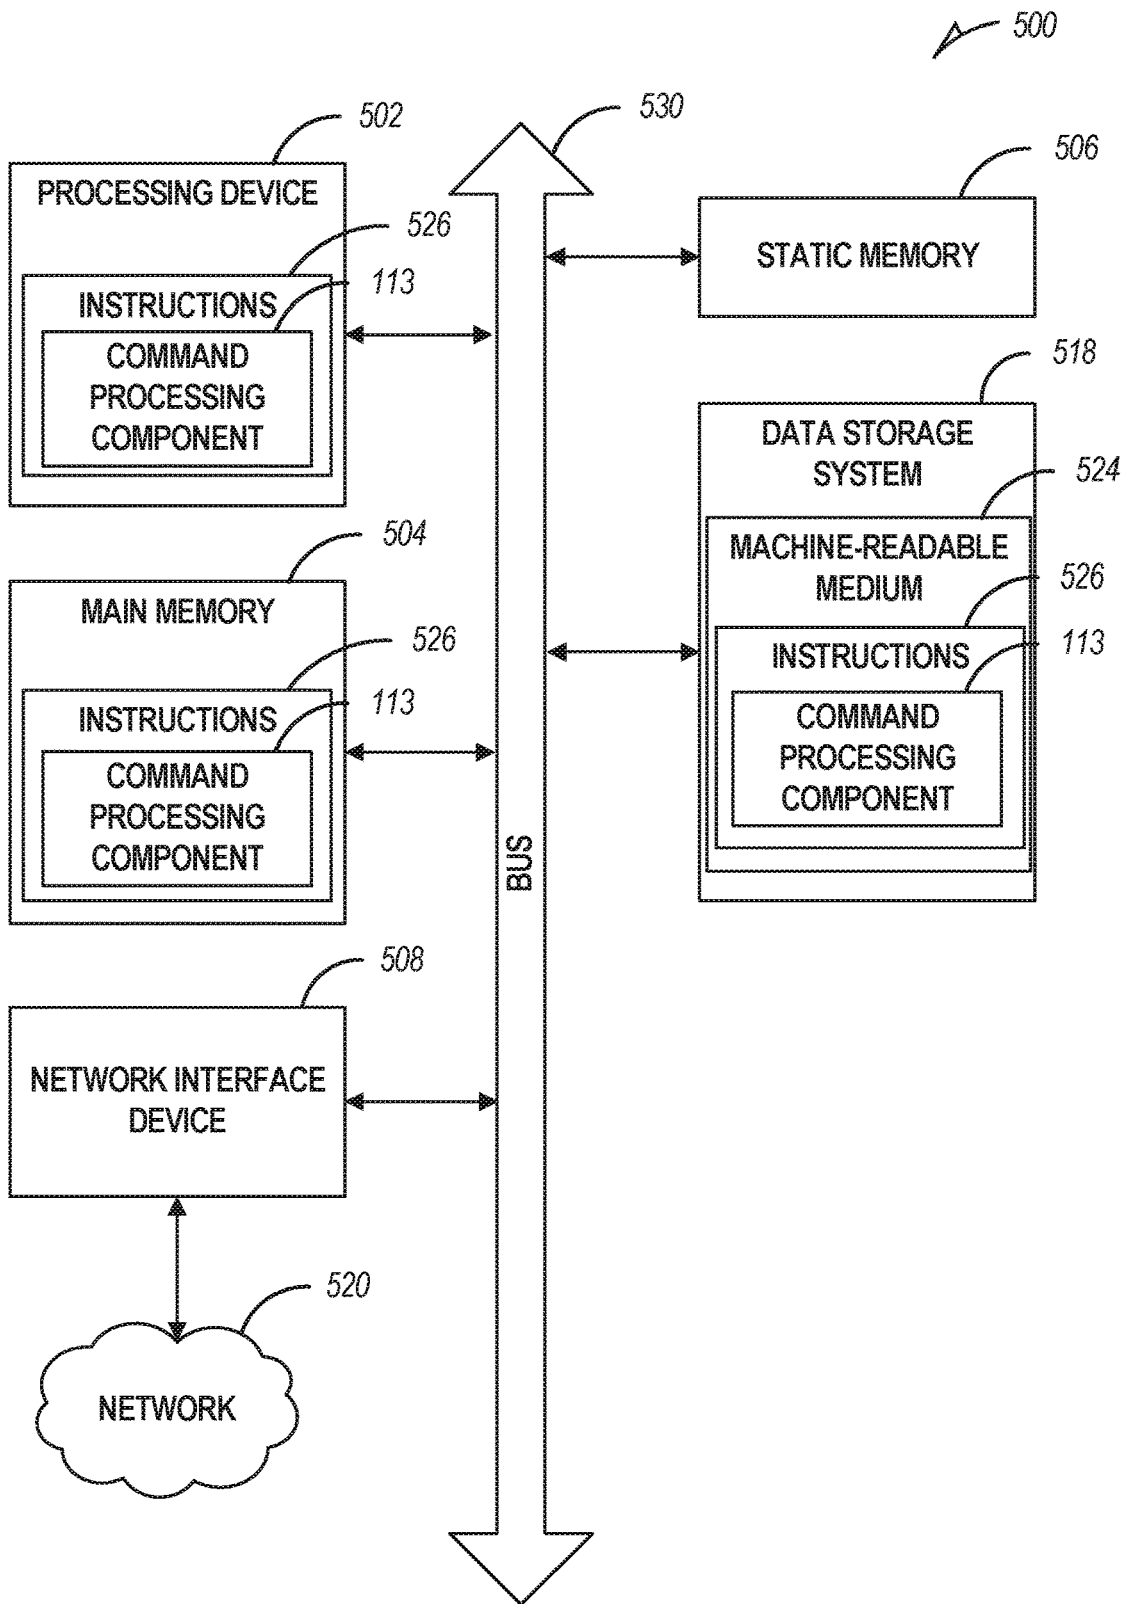 500
502
PROCESSING DEVICE
526
INSTRUCTIONS
113
COMMAND
PROCESSING
COMPONENT
504
MAIN MEMORY
526
INSTRUCTIONS
113
COMMAND
PROCESSING
COMPONENT
508
NETWORK INTERFACE
DEVICE
520
NETWORK
530
BUS
506
STATIC MEMORY
518
DATA STORAGE
SYSTEM
524
MACHINE-READABLE
MEDIUM
526
INSTRUCTIONS
113
COMMAND
PROCESSING
COMPONENT